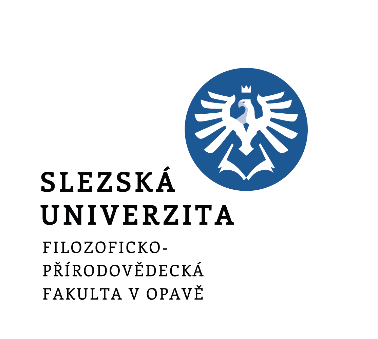 SLEZSKÁ
UNIVERZITA
FILOZOFICKO-
PŘÍRODOVĚDECKÁ
FAKULTA V OPAVĚ